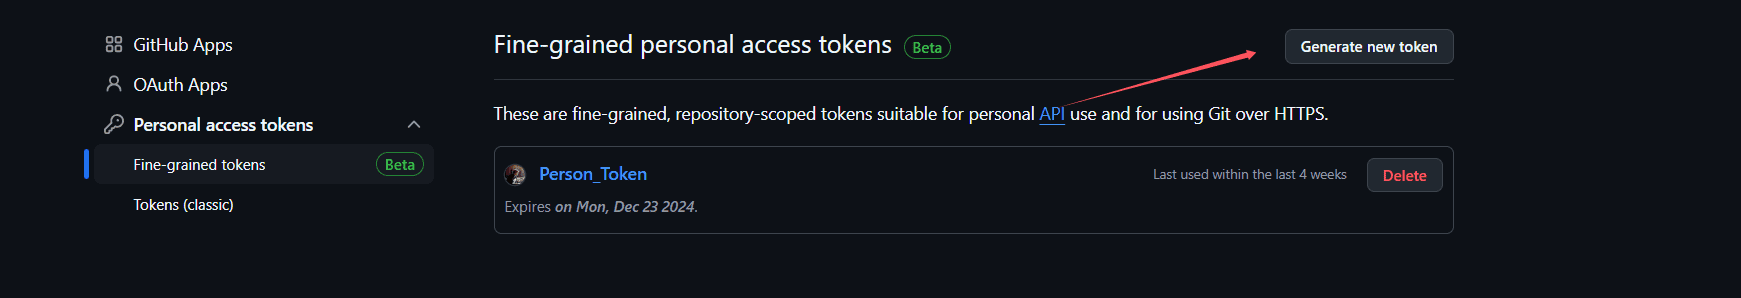 GitHub Apps
OAuth Apps
Personal access tokens
Fine-grained tokens Beta
Tokens (classic)
Fine-grained personal access tokens Beta
Generate new token
These are fine-grained, repository-scoped tokens suitable for personal API use and for using Git over HTTPS.
Person_Token
Last used within the last 4 weeks
Delete
Expires on Mon, Dec 23 2024.